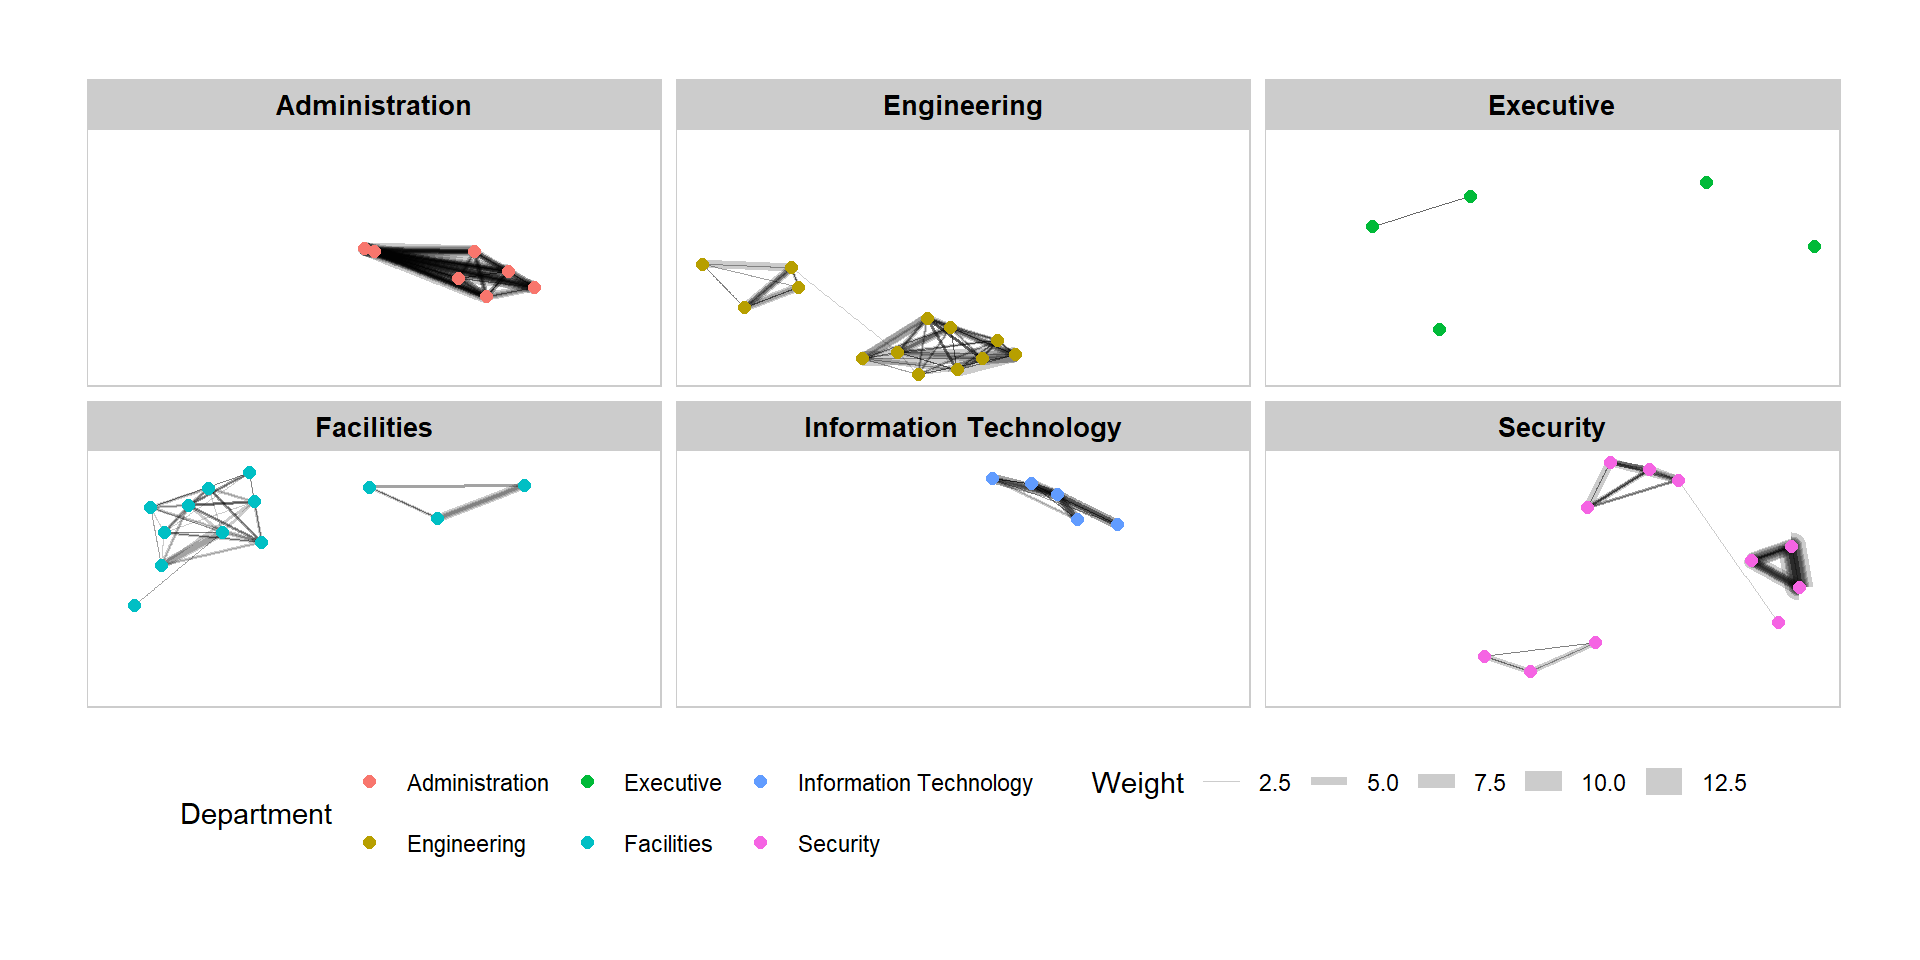 Administration
Engineering
Executive
Facilities
Information Technology
Security
Department
Administration
Executive
Information Technology
Engineering
Facilities
Security
Weight
2.5
5.0
7.5
10.0
12.5